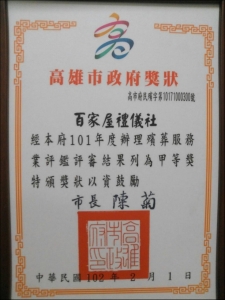 高雄市政府獎狀
高市府民殯字第10171000300號
百家屋禮儀社
經本府101年度辦理殯葬服務
業評鑑評審結果列為甲等獎
特頒獎狀以資鼓勵
市長 陳菊
高雄市政府印
中華民國102年2月1日